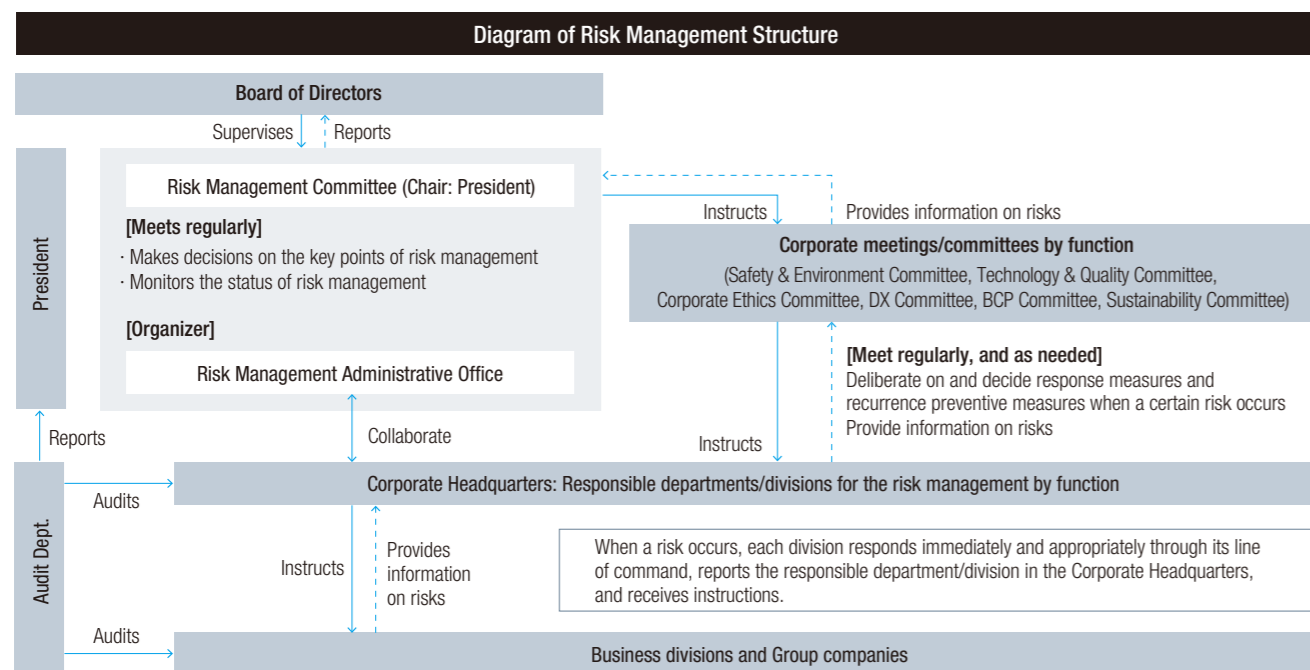 Diagram of Risk Management Structure
Board of Directors
Supervises
Reports
President
Risk Management Committee (Chair: President)
[Meets regularly]
· Makes decisions on the key points of risk management
· Monitors the status of risk management
[Organizer]
Risk Management Administrative Office
Instructs
Provides information on risks
Corporate meetings/committees by function
(Safety & Environment Committee, Technology & Quality Committee,
Corporate Ethics Committee, DX Committee, BCP Committee, Sustainability Committee)
[Meet regularly, and as needed]
Deliberate on and decide response measures and
recurrence preventive measures when a certain risk occurs
Provide information on risks
Instructs
Reports
Collaborate
Audit Dept.
Audits
Corporate Headquarters: Responsible departments/divisions for the risk management by function
Instructs
Provides
information
on risks
When a risk occurs, each division responds immediately and appropriately through its line
of command, reports the responsible department/division in the Corporate Headquarters,
and receives instructions.
Audits
Business divisions and Group companies